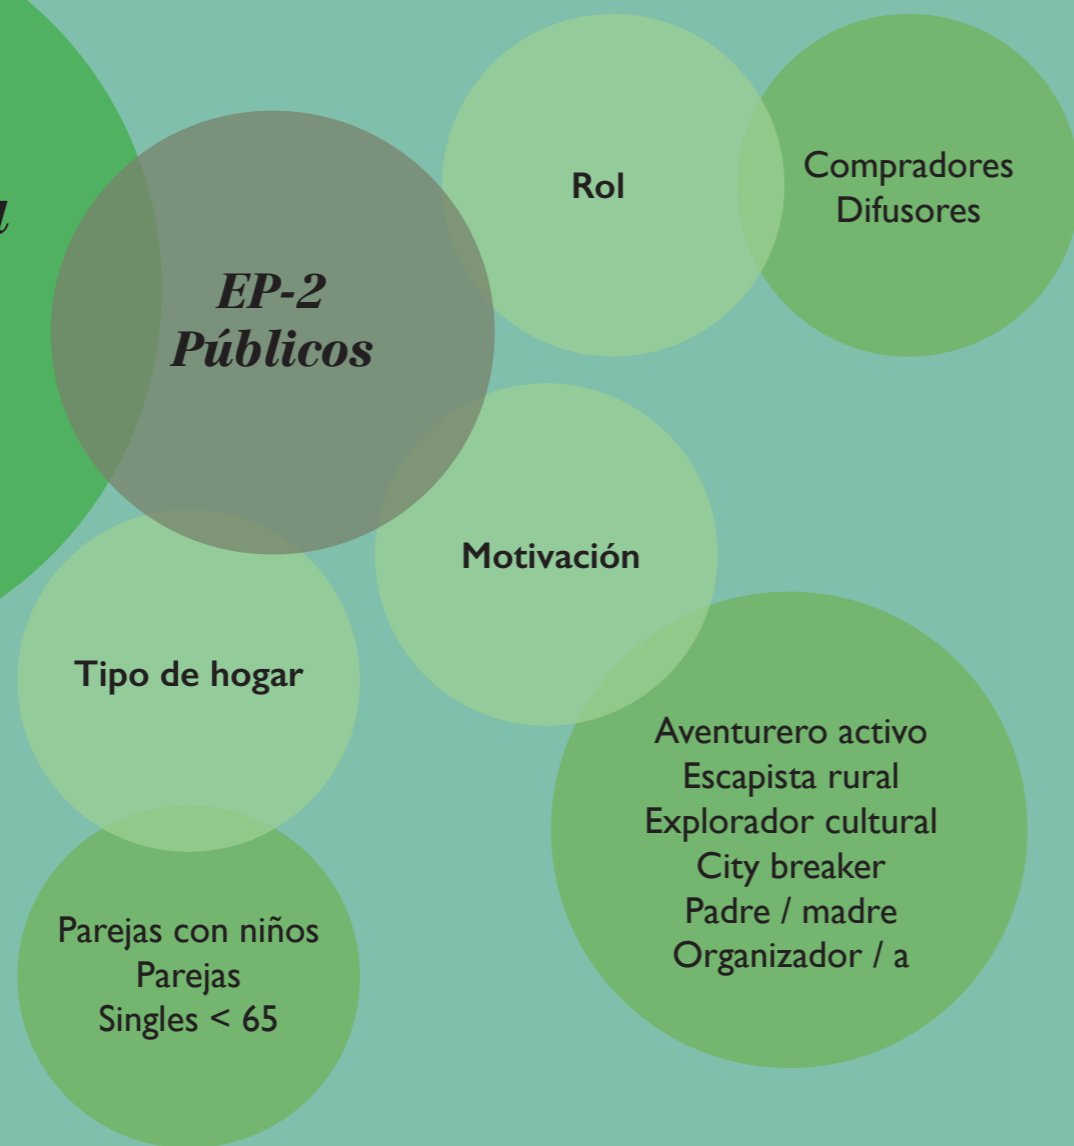 EP-2
Públicos
Rol
Compradores
Difusores
Motivación
Aventurero activo
Escapista rural
Explorador cultural
City breaker
Padre / madre
Organizador / a
Tipo de hogar
Parejas con niños
Parejas
Singles < 65